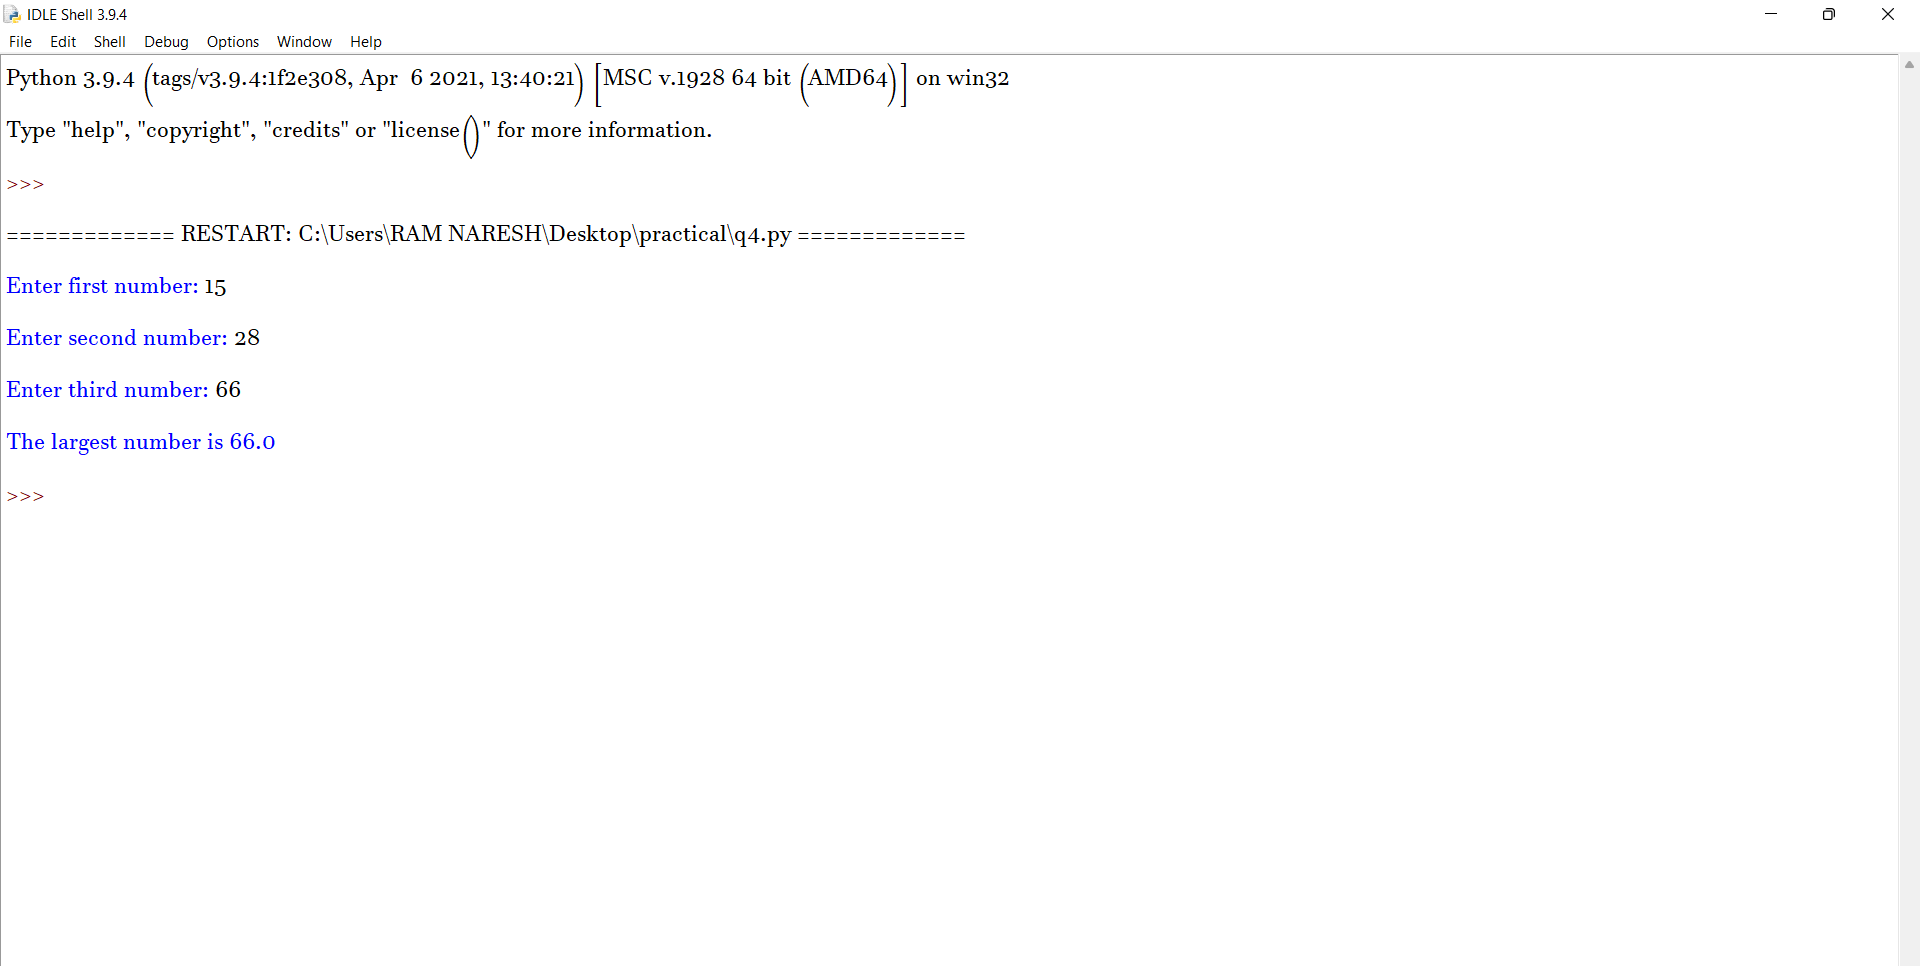 IDLE Shell 3.9.4
File Edit Shell Debug Options Window Help
Python 3.9.4 (tags/v3.9.4:1f2e308, Apr  6 2021, 13:40:21) [MSC v.1928 64 bit (AMD64)] on win32
Type "help", "copyright", "credits" or "license()" for more information.
>>>
============= RESTART: C:\Users\RAM NARESH\Desktop\practical\q4.py =============
Enter first number: 15
Enter second number: 28
Enter third number: 66
The largest number is 66.0
>>>